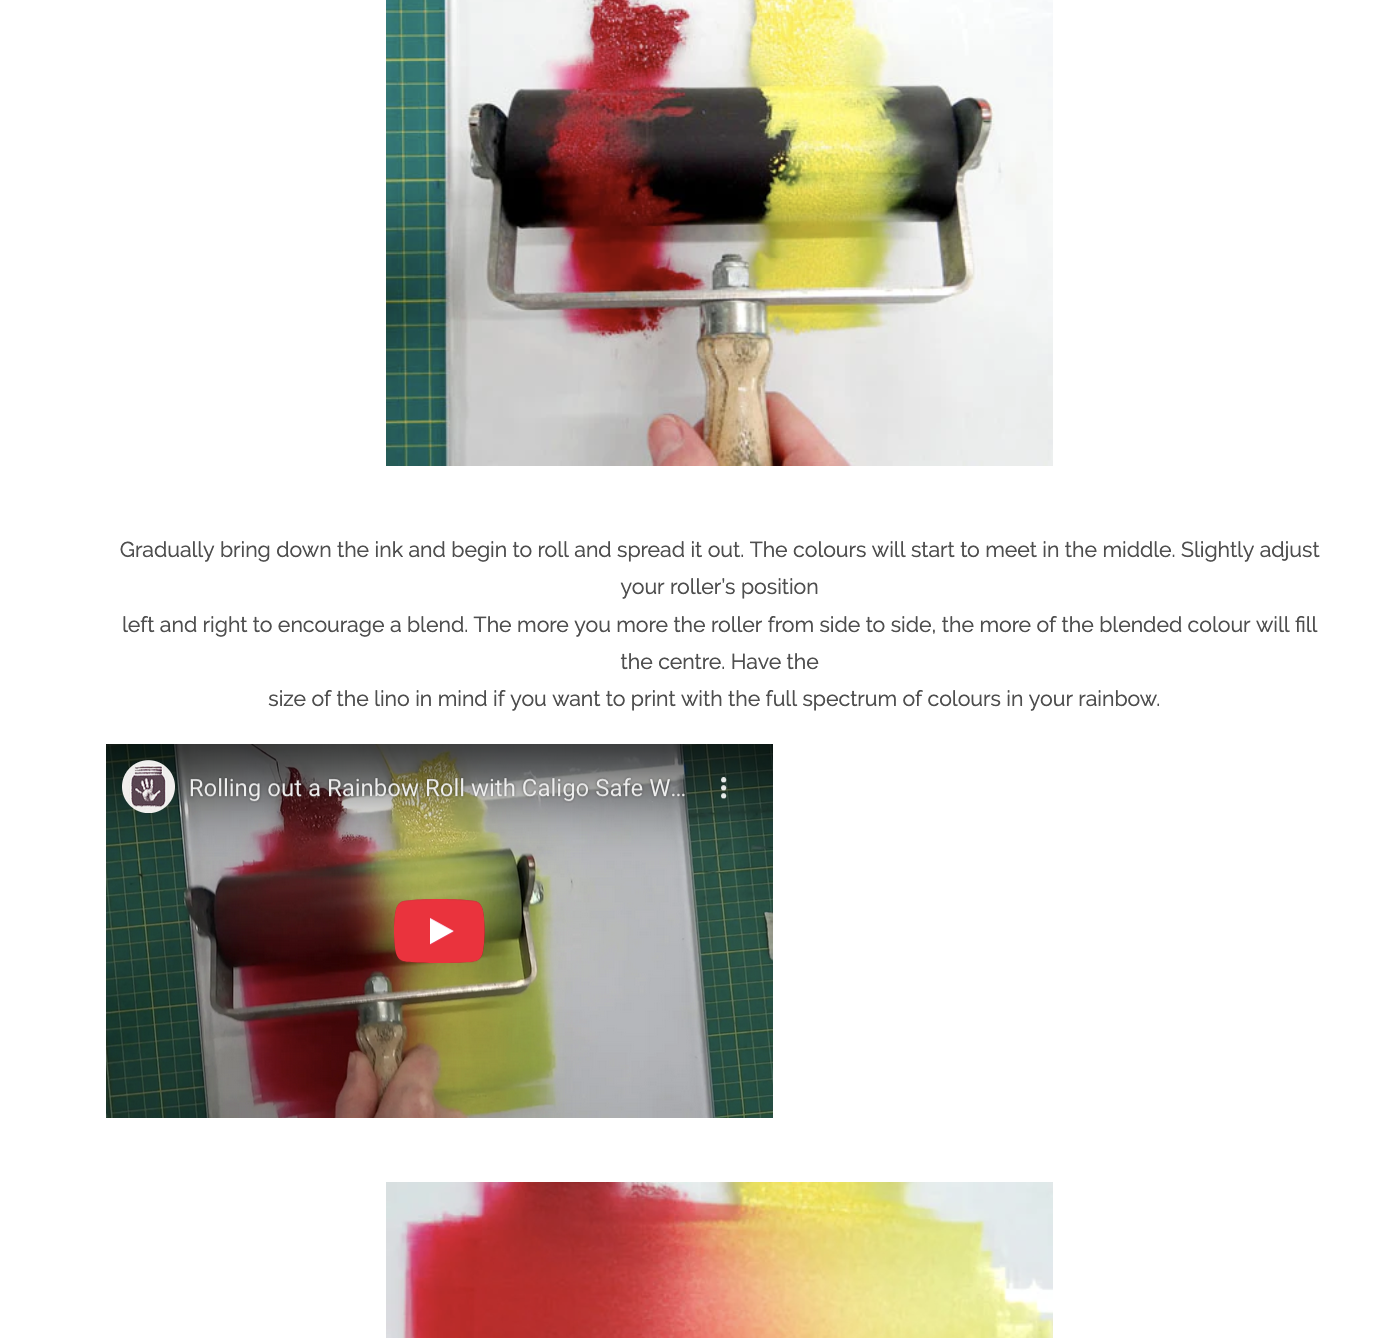 Gradually bring down the ink and begin to roll and spread it out. The colours will start to meet in the middle. Slightly adjust
your roller’s position
left and right to encourage a blend. The more you more the roller from side to side, the more of the blended colour will fill
the centre. Have the
size of the lino in mind if you want to print with the full spectrum of colours in your rainbow.
Rolling out a Rainbow Roll with Caligo Safe W...